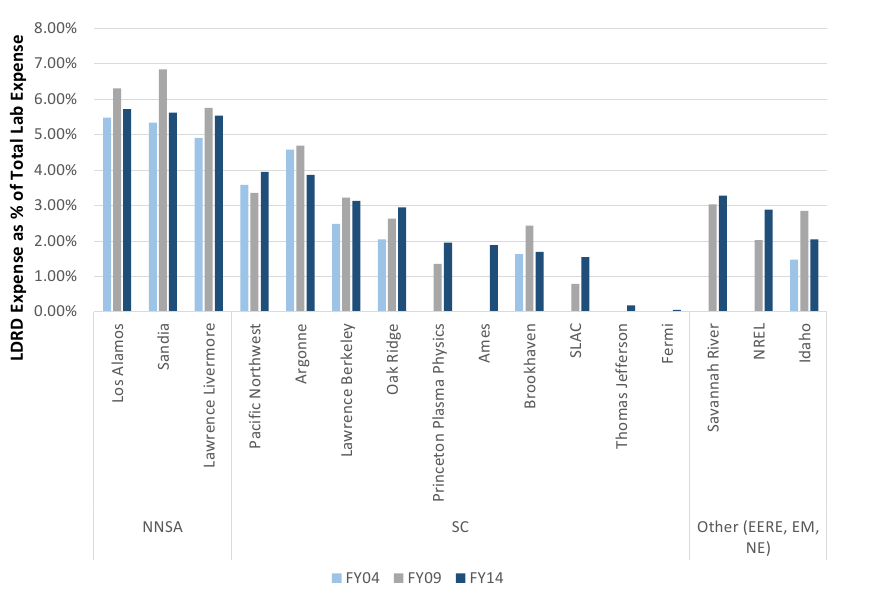 LDRD Expense as % of Total Lab Expense
8.00%
7.00%
6.00%
5.00%
4.00%
3.00%
2.00%
1.00%
0.00%
Los Alamos
Sandia
Lawrence Livermore
Pacific Northwest
Argonne
Lawrence Berkeley
Oak Ridge
Princeton Plasma Physics
Ames
Brookhaven
SLAC
Thomas Jefferson
Fermi
Savannah River
NREL
Idaho
NNSA
SC
Other (EERE, EM,
NE)
FY04
FY09
FY14